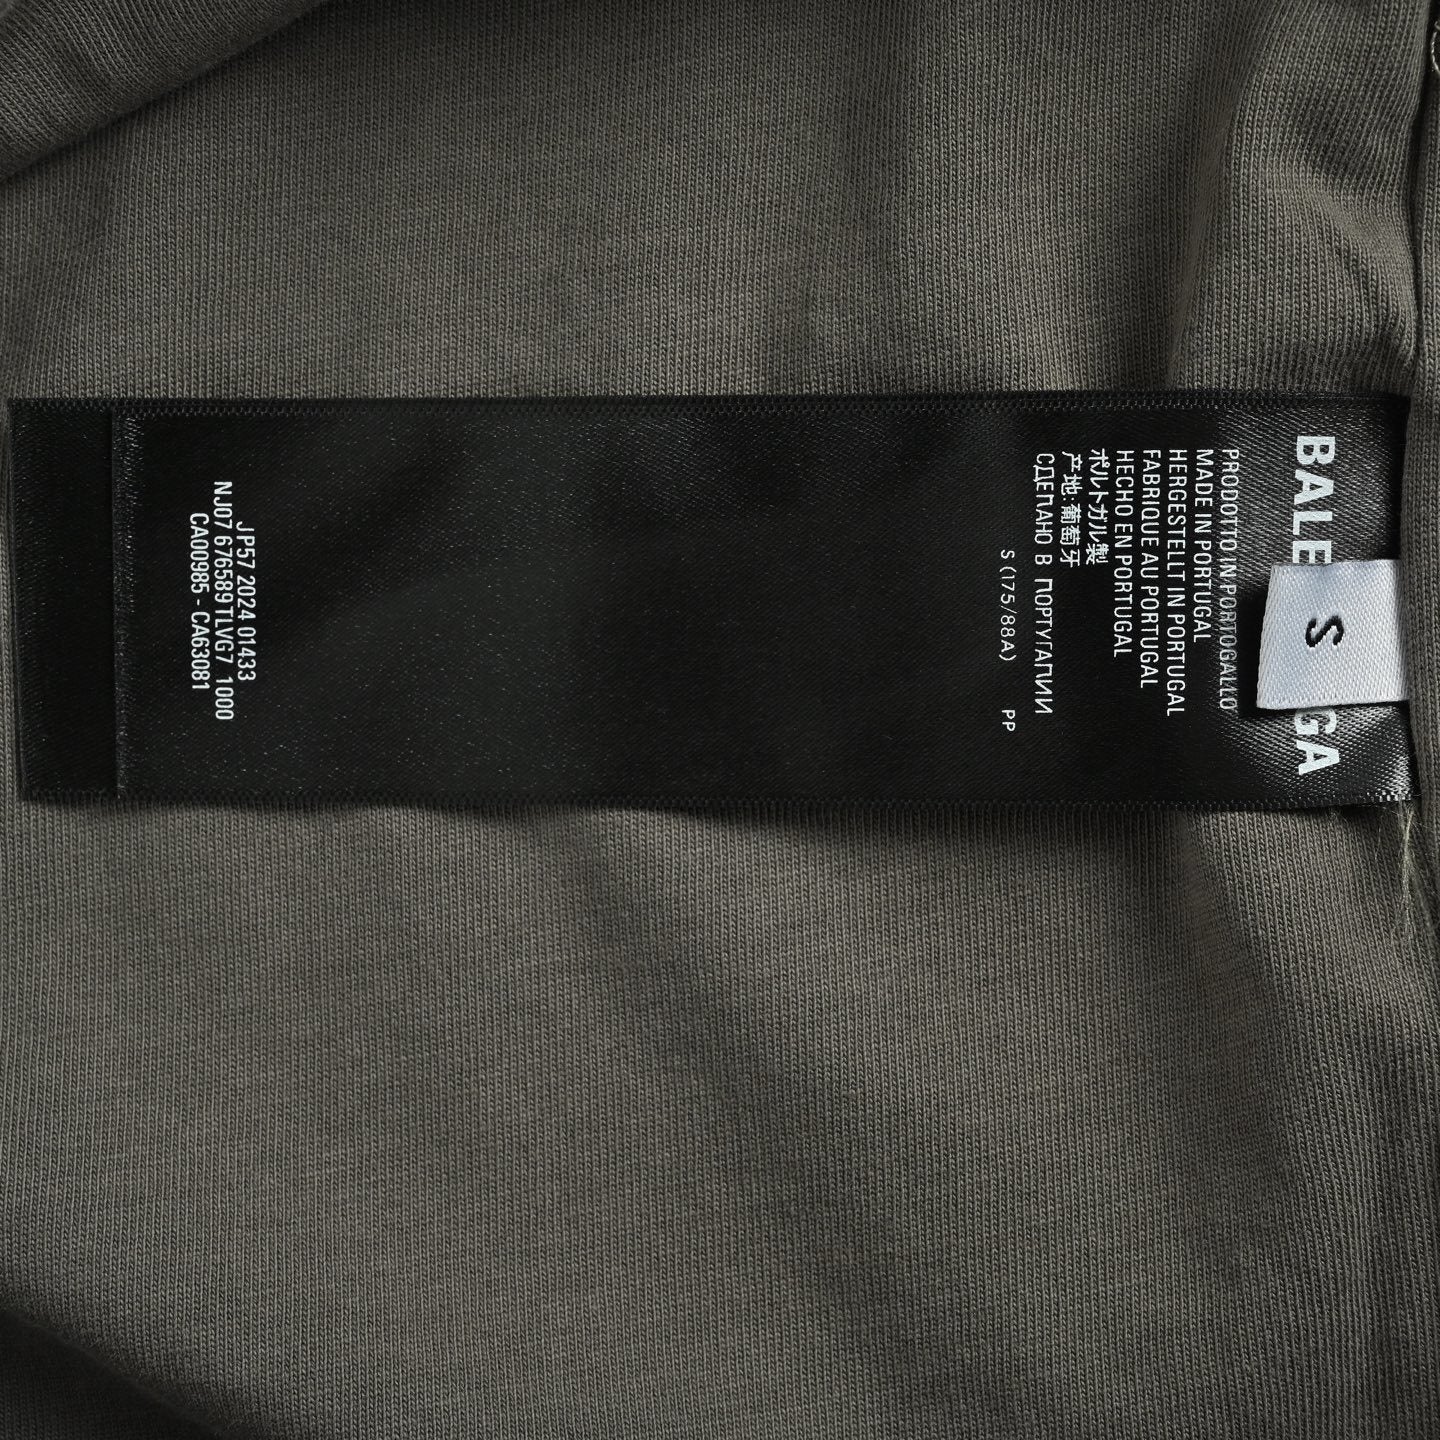 BALE GA
S
PRODOTTO IN PORTOGALLO
MADE IN PORTUGAL
HERGESTELLT IN PORTUGAL
FABRIQUE AU PORTUGAL
HECHO EN PORTUGAL
ポルトガル製
产地:葡萄牙
СДЕЛАНО В ПОРТУГАЛИИ
S (175/88A) PP
JP57 2024 01433
NJ07 676589 TLVG7 1000
CA00985 - CA63081